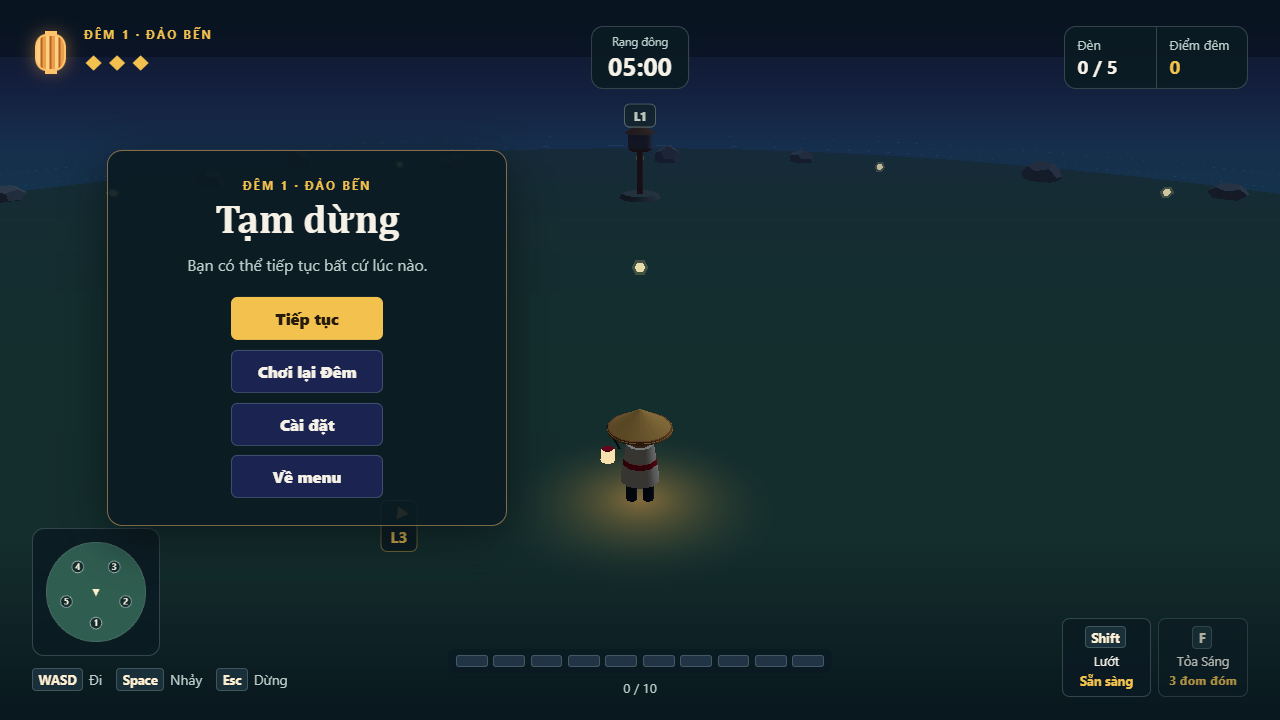 ĐÊM 1 · ĐẢO BẾN
Rạng đông
05:00
Đèn
0 / 5
Điểm đêm
0
L1
ĐÊM 1 · ĐẢO BẾN
Tạm dừng
Bạn có thể tiếp tục bất cứ lúc nào.
Tiếp tục
Chơi lại Đêm
Cài đặt
Về menu
L3
4
3
5
2
1
WASD Đi Space Nhảy Esc Dừng
0 / 10
Shift
Lướt
Sẵn sàng
F
Tỏa Sáng
3 đom đóm